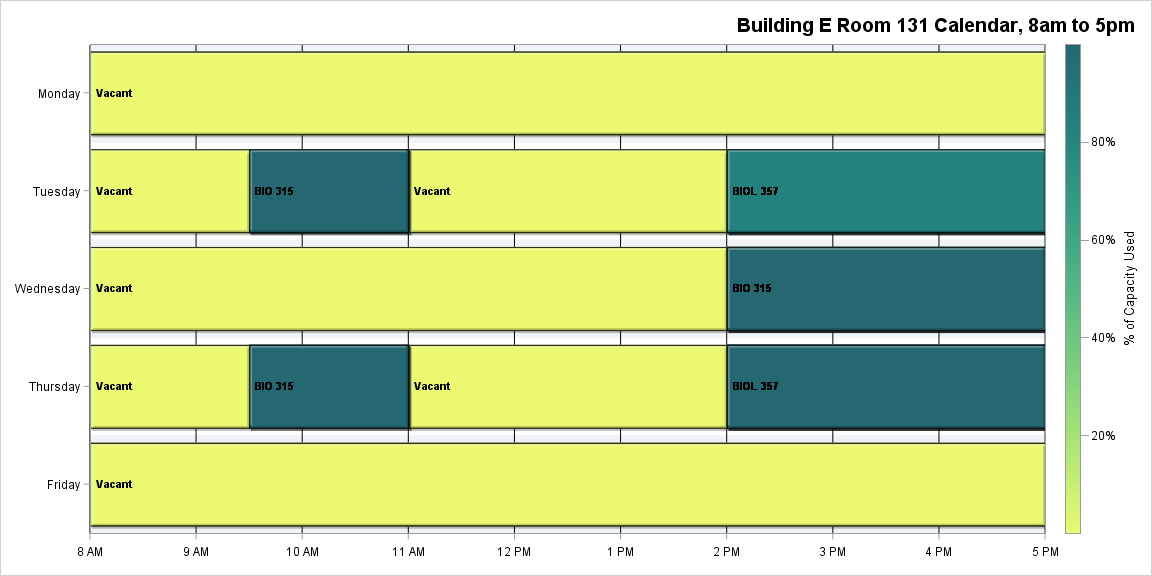 Building E Room 131 Calendar, 8am to 5pm
Monday
Vacant
Tuesday
Vacant
BIO 315
Vacant
BIOL 357
Wednesday
Vacant
BIO 315
Thursday
Vacant
BIO 315
Vacant
BIOL 357
Friday
Vacant
8 AM
9 AM
10 AM
11 AM
12 PM
1 PM
2 PM
3 PM
4 PM
5 PM
80%
60%
40%
20%
% of Capacity Used